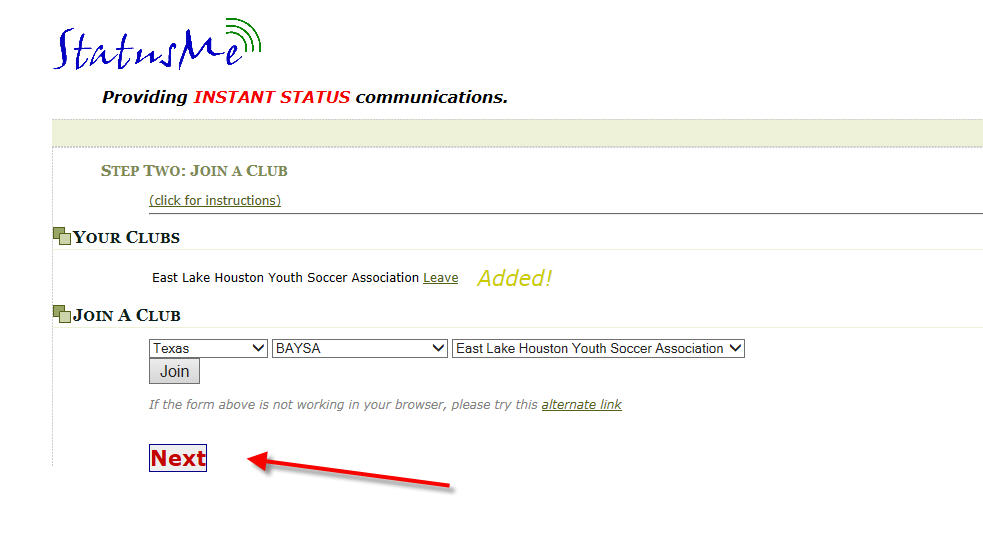 StatusMe
Providing INSTANT STATUS communications.
STEP TWO: JOIN A CLUB
(click for instructions)
YOUR CLUBS
East Lake Houston Youth Soccer Association Leave Added!
JOIN A CLUB
Texas BAYSA East Lake Houston Youth Soccer Association
Join
If the form above is not working in your browser, please try this alternate link
Next